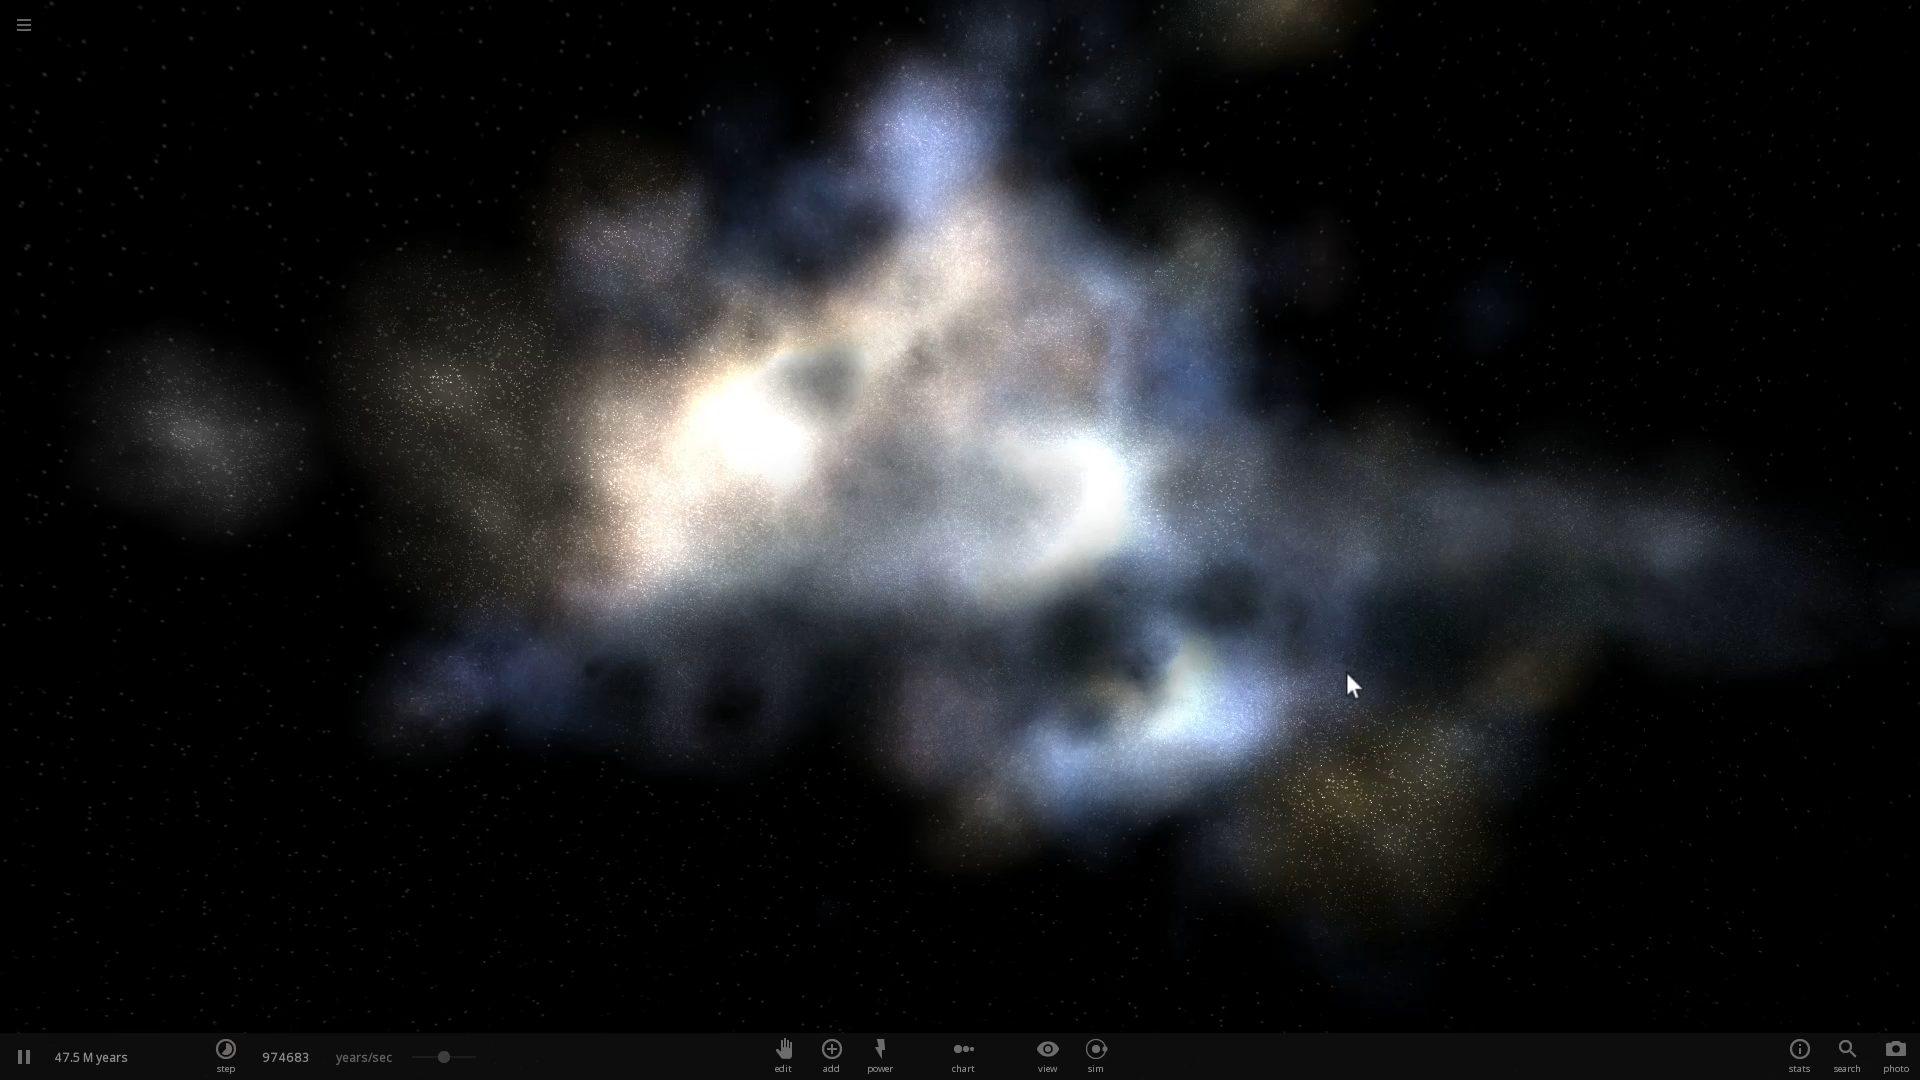 47.5 M years
step
974683 years/sec
edit
add
power
chart
view
sim
stats
search
photo